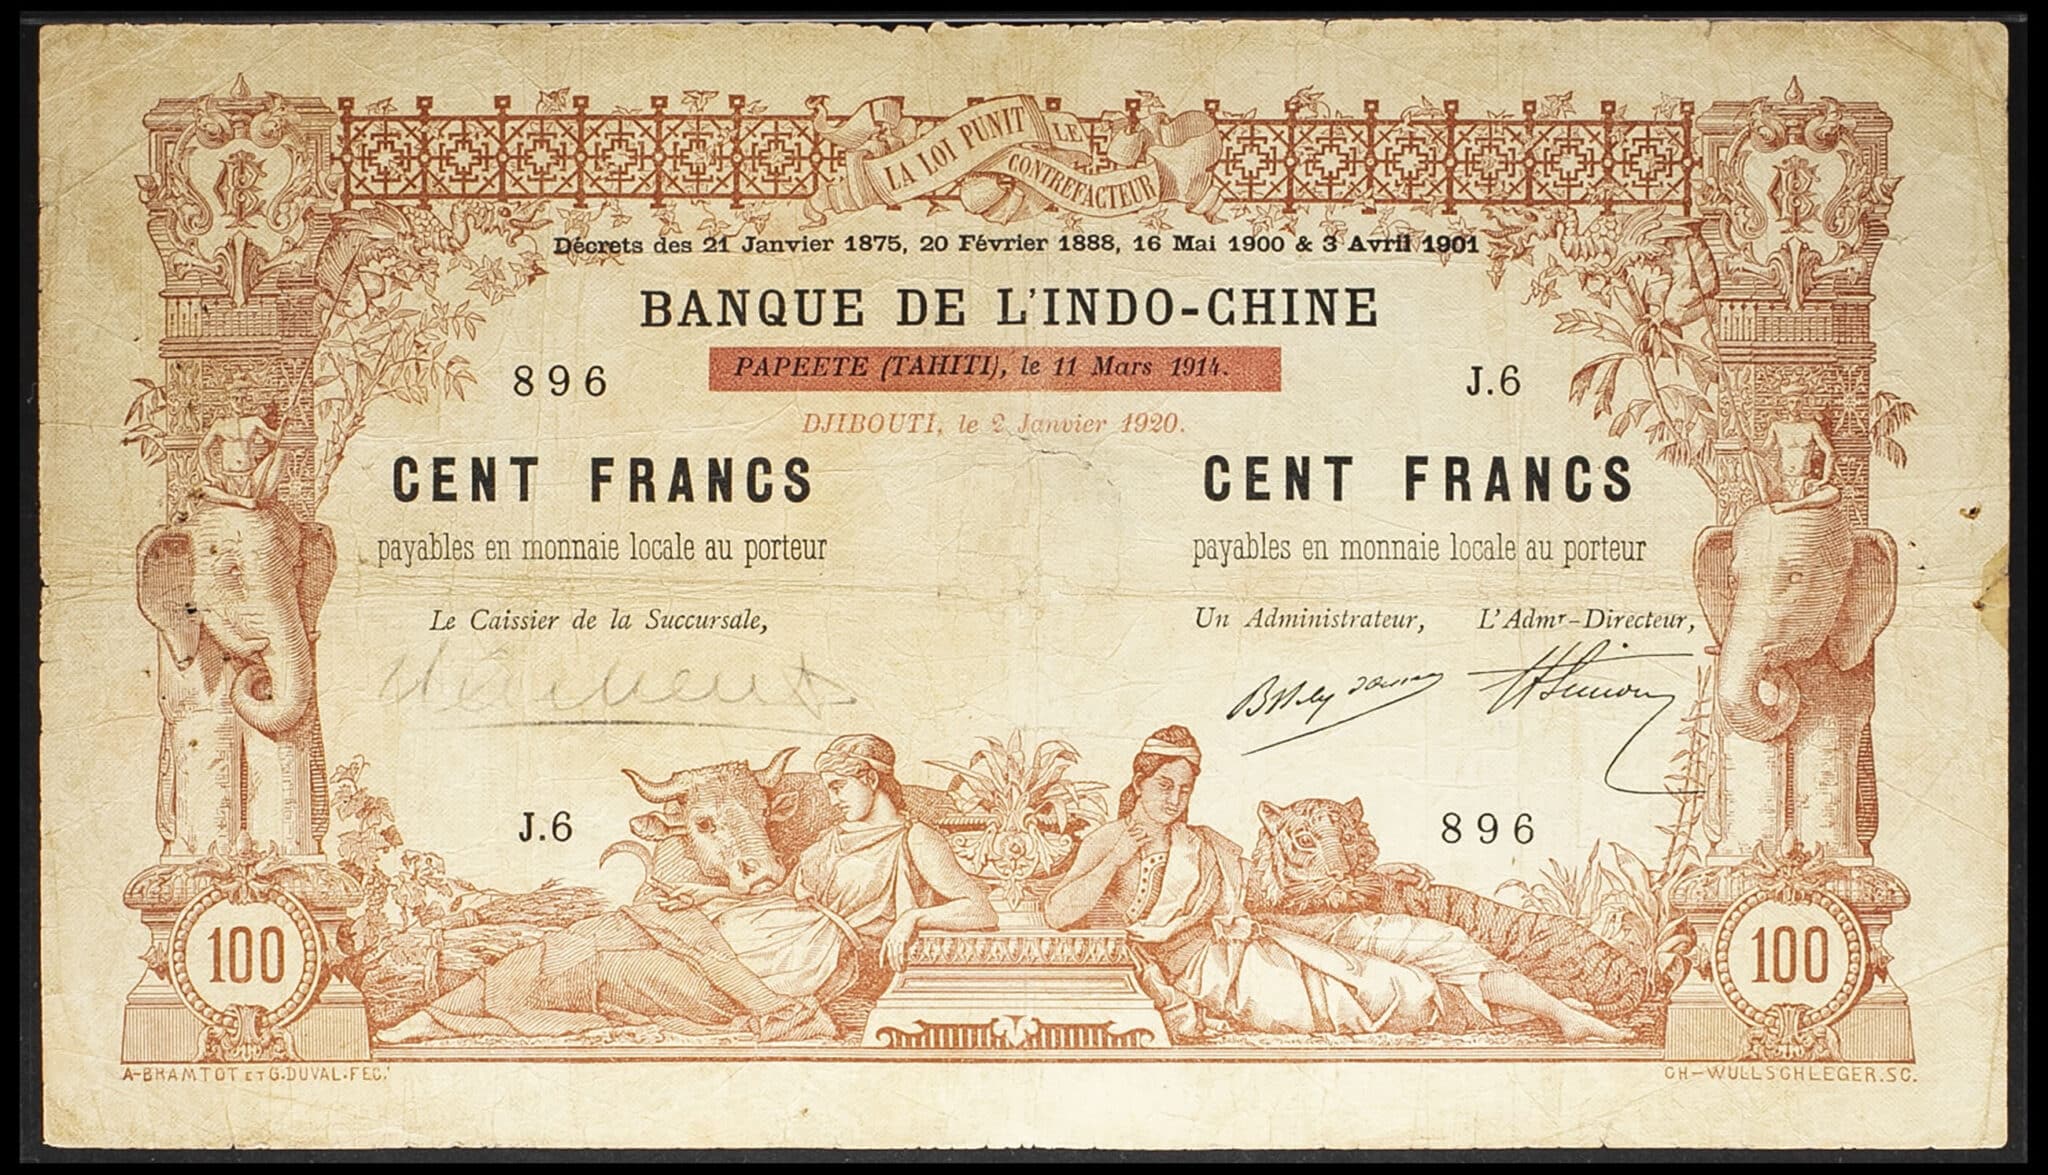 LA LOI PUNIT LE
CONTREFACTEUR
Décrets des 21 Janvier 1875, 20 Février 1888, 16 Mai 1900 & 3 Avril 1901
BANQUE DE L'INDO-CHINE
PAPEETE (TAHITI), le 11 Mars 1914.
896 J.6
DJIBOUTI, le 2 Janvier 1920.
CENT FRANCS CENT FRANCS
payables en monnaie locale au porteur payables en monnaie locale au porteur
Le Caissier de la Succursale, Un Administrateur, L'Admr-Directeur,
J.6 896
100 100
A-BRAMTOT ET G.DUVAL.FEC. CH-WULLSCHLEGER.SC.